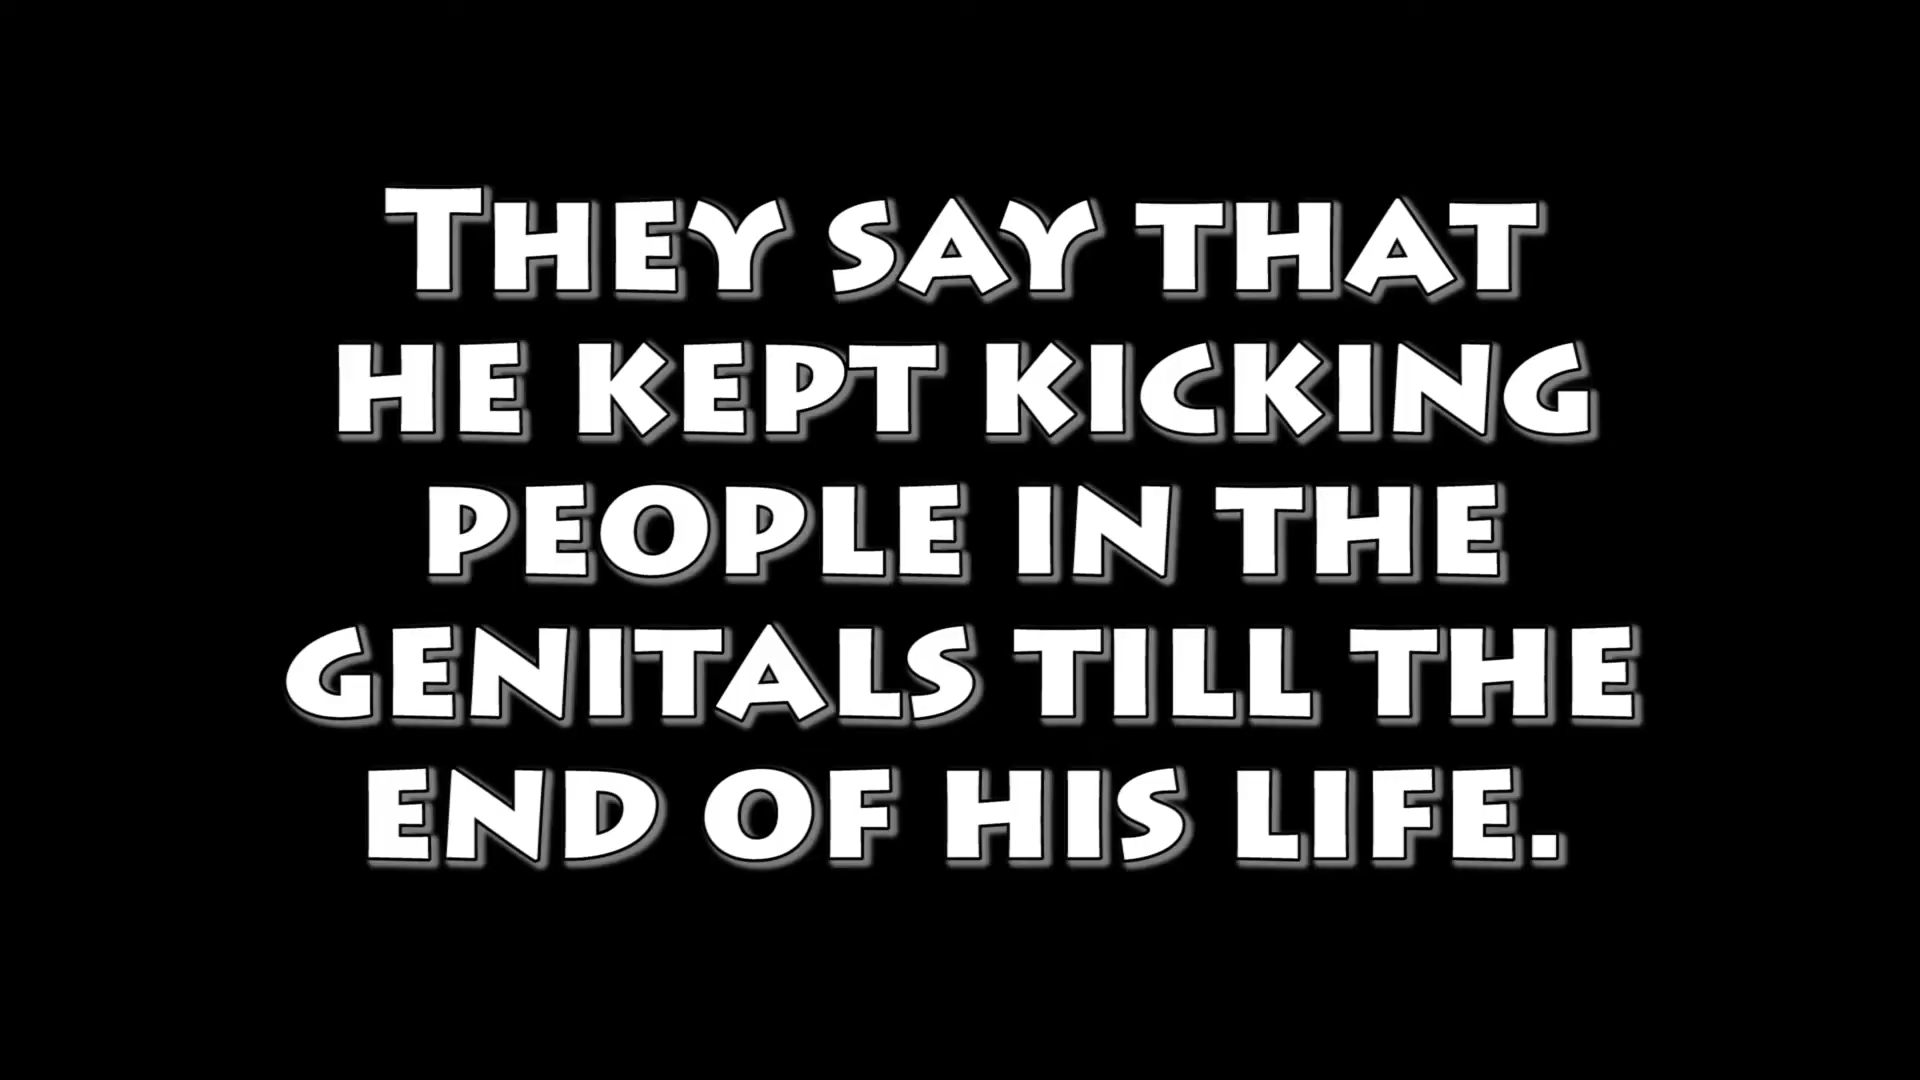 They say that
he kept kicking
people in the
genitals till the
end of his life.